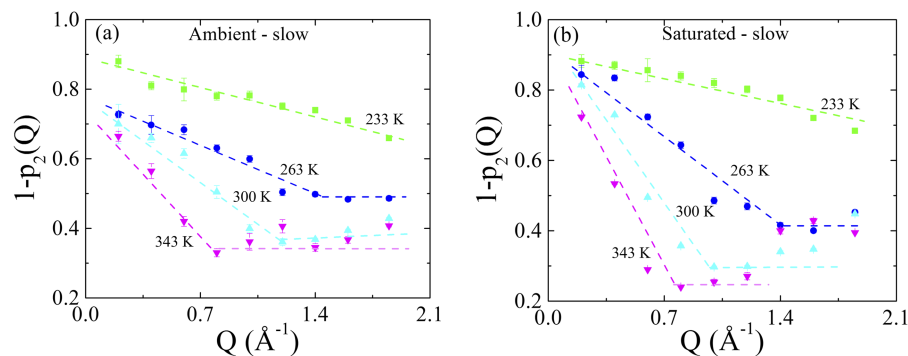 (a)
Ambient - slow
1-p₂(Q)
1.0
0.8
0.6
0.4
0.2
233 K
263 K
300 K
343 K
0.0
0.7
1.4
2.1
Q (Å⁻¹)
(b)
Saturated - slow
1-p₂(Q)
1.0
0.8
0.6
0.4
0.2
233 K
263 K
300 K
343 K
0.0
0.7
1.4
2.1
Q (Å⁻¹)